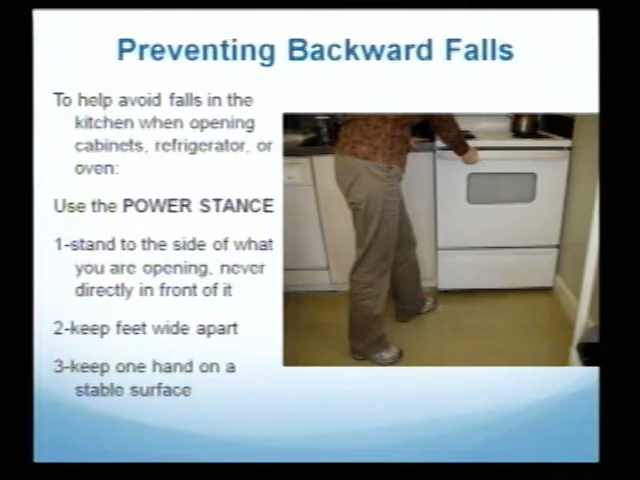 Preventing Backward Falls
To help avoid falls in the
kitchen when opening
cabinets, refrigerator, or
oven:
Use the POWER STANCE
1-stand to the side of what
you are opening, never
directly in front of it
2-keep feet wide apart
3-keep one hand on a
stable surface